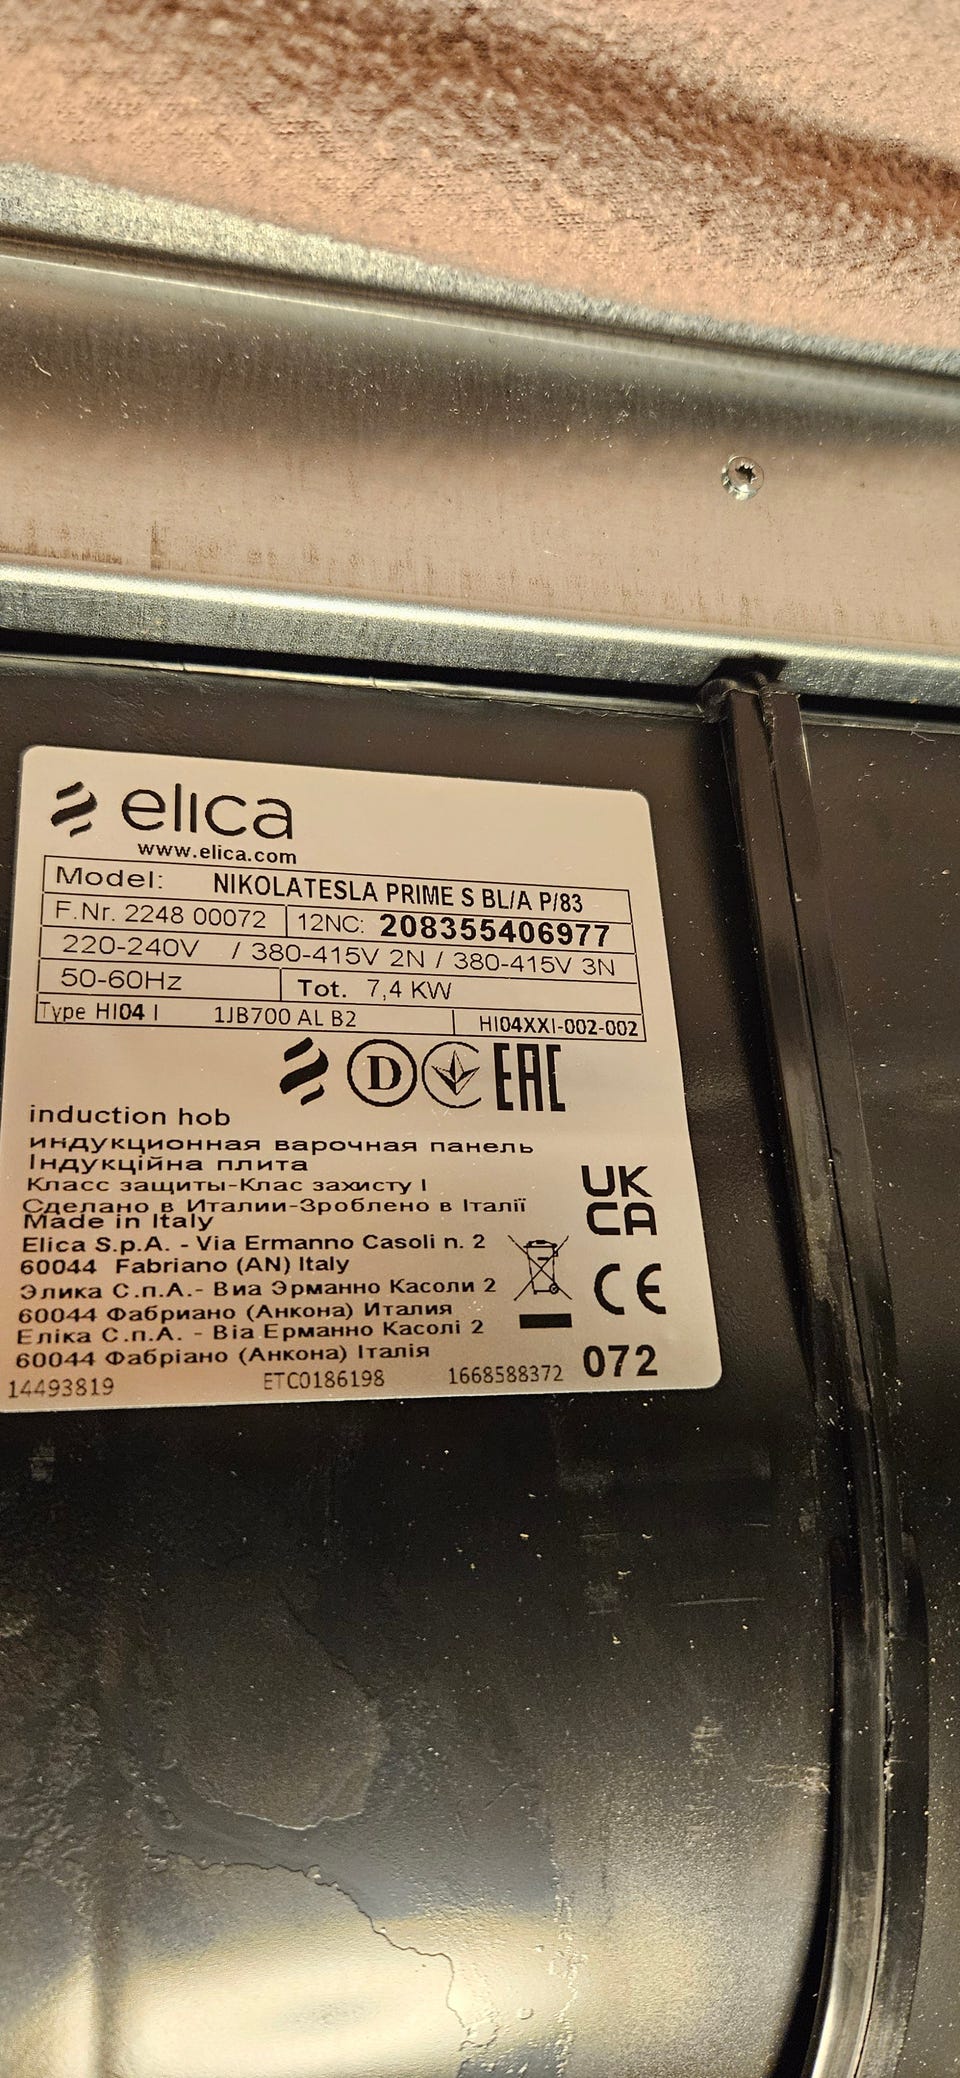 elica
www.elica.com
Model: NIKOLATESLA PRIME S BL/A P/83
F.Nr. 2248 00072 12NC: 208355406977
220-240V / 380-415V 2N / 380-415V 3N
50-60Hz Tot. 7,4 KW
Type HI04 I 1JB700 AL B2 HI04XXI-002-002
D EAC
induction hob
индукционная варочная панель
Індукційна плита
Класс защиты-Клас захисту I
Сделано в Италии-Зроблено в Італії
Made in Italy
Elica S.p.A. - Via Ermanno Casoli n. 2
60044 Fabriano (AN) Italy
Элика С.п.А.- Виа Эрманно Касоли 2
60044 Фабриано (Анкона) Италия
Еліка С.п.А. - Віа Ерманно Касолі 2
60044 Фабріано (Анкона) Італія
UK
CA
CE
072
14493819 ETC0186198 1668588372